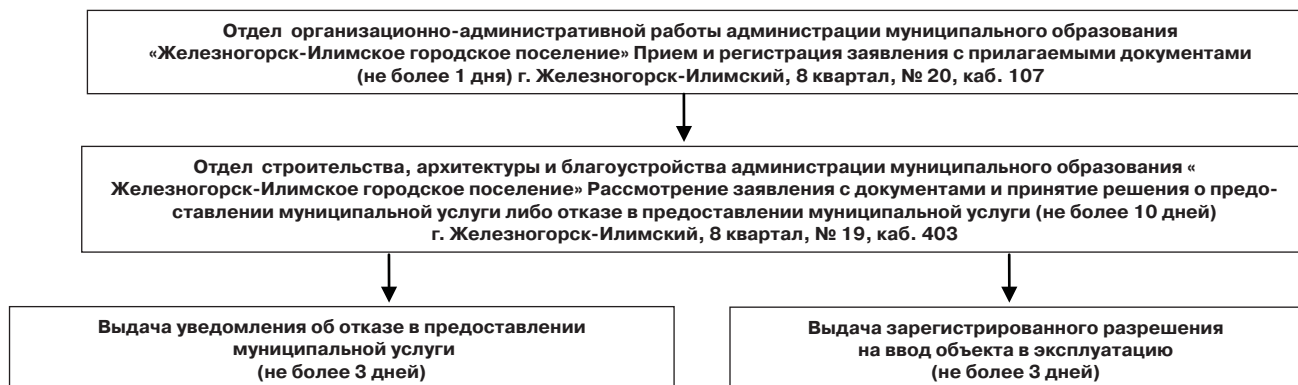 Отдел организационно-административной работы администрации муниципального образования
«Железногорск-Илимское городское поселение» Прием и регистрация заявления с прилагаемыми документами
(не более 1 дня) г. Железногорск-Илимский, 8 квартал, № 20, каб. 107
Отдел строительства, архитектуры и благоустройства администрации муниципального образования «
Железногорск-Илимское городское поселение» Рассмотрение заявления с документами и принятие решения о предо-
ставлении муниципальной услуги либо отказе в предоставлении муниципальной услуги (не более 10 дней)
г. Железногорск-Илимский, 8 квартал, № 19, каб. 403
Выдача уведомления об отказе в предоставлении
муниципальной услуги
(не более 3 дней)
Выдача зарегистрированного разрешения
на ввод объекта в эксплуатацию
(не более 3 дней)